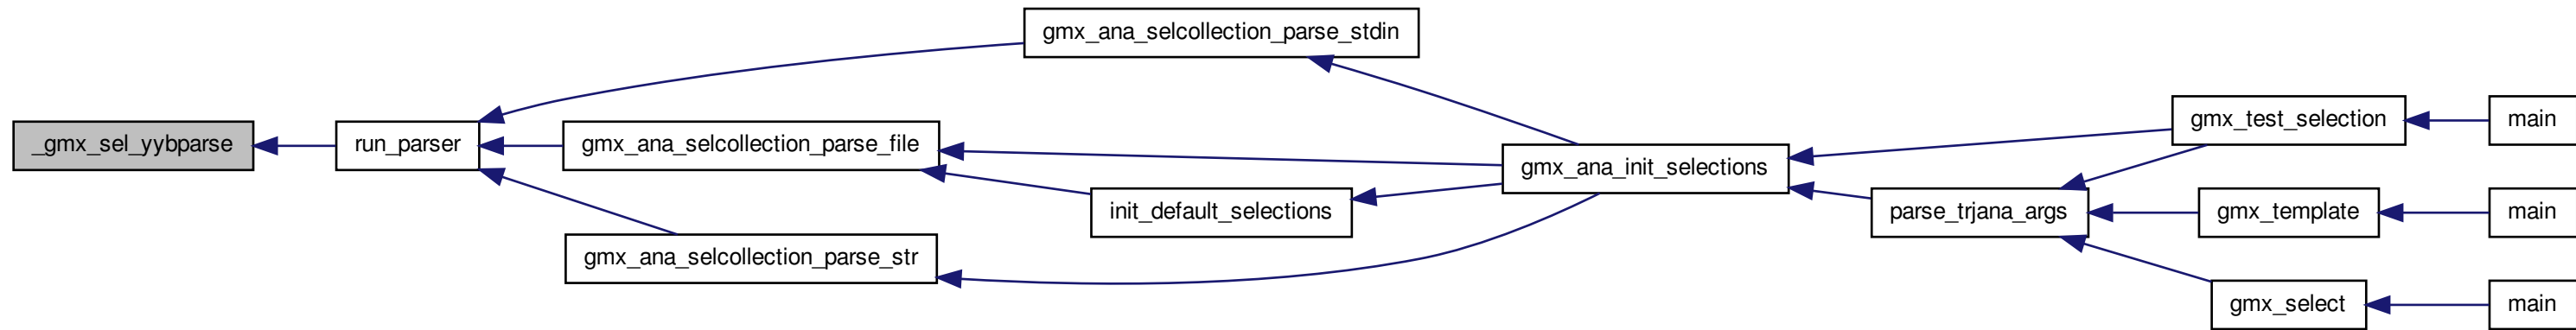 _gmx_sel_yybparse
run_parser
gmx_ana_selcollection_parse_stdin
gmx_ana_selcollection_parse_file
gmx_ana_selcollection_parse_str
init_default_selections
gmx_ana_init_selections
gmx_test_selection
parse_trjana_args
gmx_template
gmx_select
main
main
main